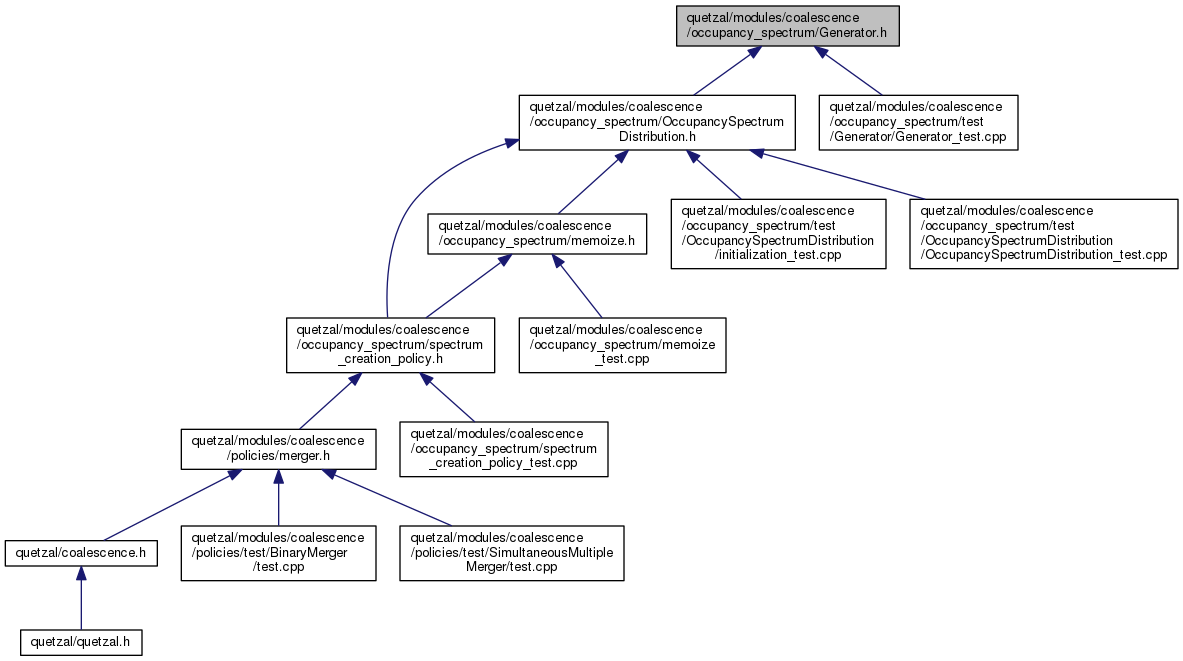 quetzal/modules/coalescence
/occupancy_spectrum/Generator.h
quetzal/modules/coalescence
/occupancy_spectrum/OccupancySpectrum
Distribution.h
quetzal/modules/coalescence
/occupancy_spectrum/test
/Generator/Generator_test.cpp
quetzal/modules/coalescence
/occupancy_spectrum/memoize.h
quetzal/modules/coalescence
/occupancy_spectrum/test
/OccupancySpectrumDistribution
/initialization_test.cpp
quetzal/modules/coalescence
/occupancy_spectrum/test
/OccupancySpectrumDistribution
/OccupancySpectrumDistribution_test.cpp
quetzal/modules/coalescence
/occupancy_spectrum/spectrum
_creation_policy.h
quetzal/modules/coalescence
/occupancy_spectrum/memoize
_test.cpp
quetzal/modules/coalescence
/policies/merger.h
quetzal/modules/coalescence
/occupancy_spectrum/spectrum
_creation_policy_test.cpp
quetzal/coalescence.h
quetzal/modules/coalescence
/policies/test/BinaryMerger
/test.cpp
quetzal/modules/coalescence
/policies/test/SimultaneousMultiple
Merger/test.cpp
quetzal/quetzal.h